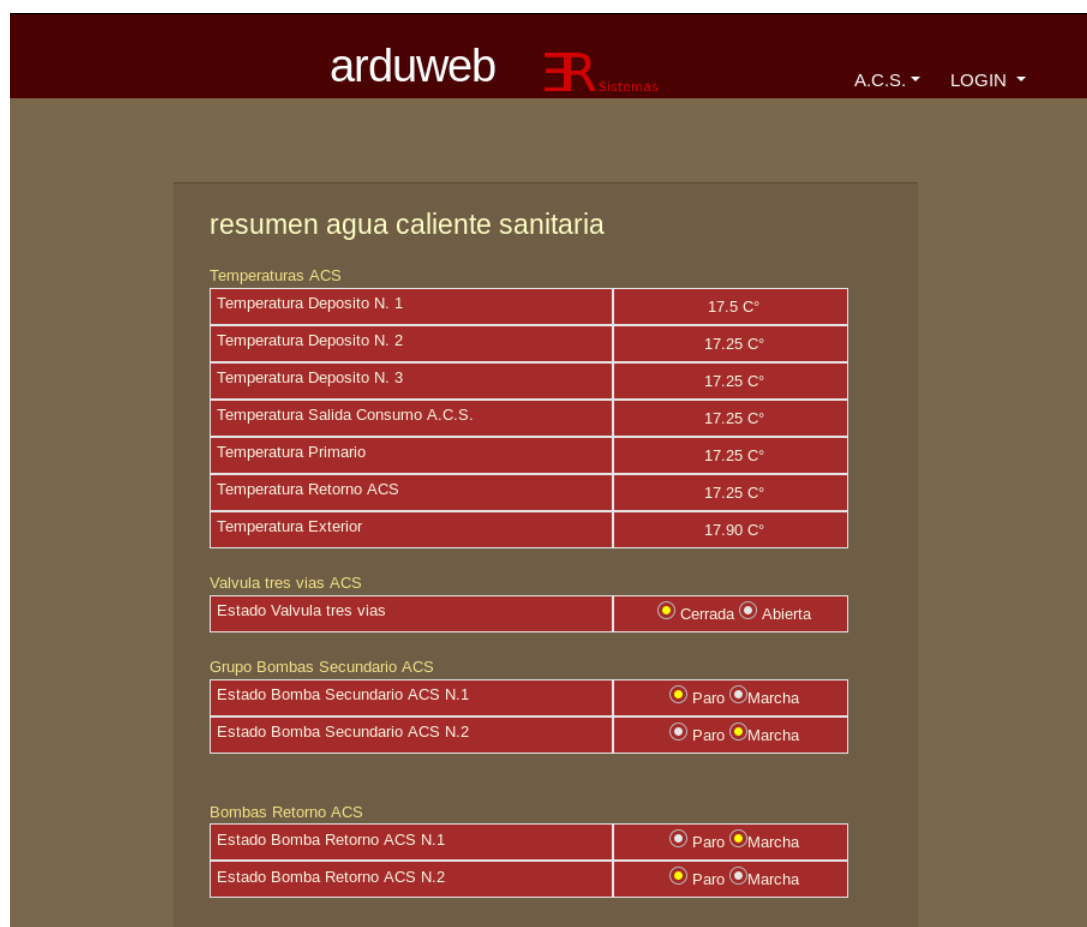 arduweb ER Sistemas A.C.S. LOGIN
resumen agua caliente sanitaria
Temperaturas ACS
Temperatura Deposito N. 1 17.5 C°
Temperatura Deposito N. 2 17.25 C°
Temperatura Deposito N. 3 17.25 C°
Temperatura Salida Consumo A.C.S. 17.25 C°
Temperatura Primario 17.25 C°
Temperatura Retorno ACS 17.25 C°
Temperatura Exterior 17.90 C°
Valvula tres vias ACS
Estado Valvula tres vias Cerrada Abierta
Grupo Bombas Secundario ACS
Estado Bomba Secundario ACS N.1 Paro Marcha
Estado Bomba Secundario ACS N.2 Paro Marcha
Bombas Retorno ACS
Estado Bomba Retorno ACS N.1 Paro Marcha
Estado Bomba Retorno ACS N.2 Paro Marcha